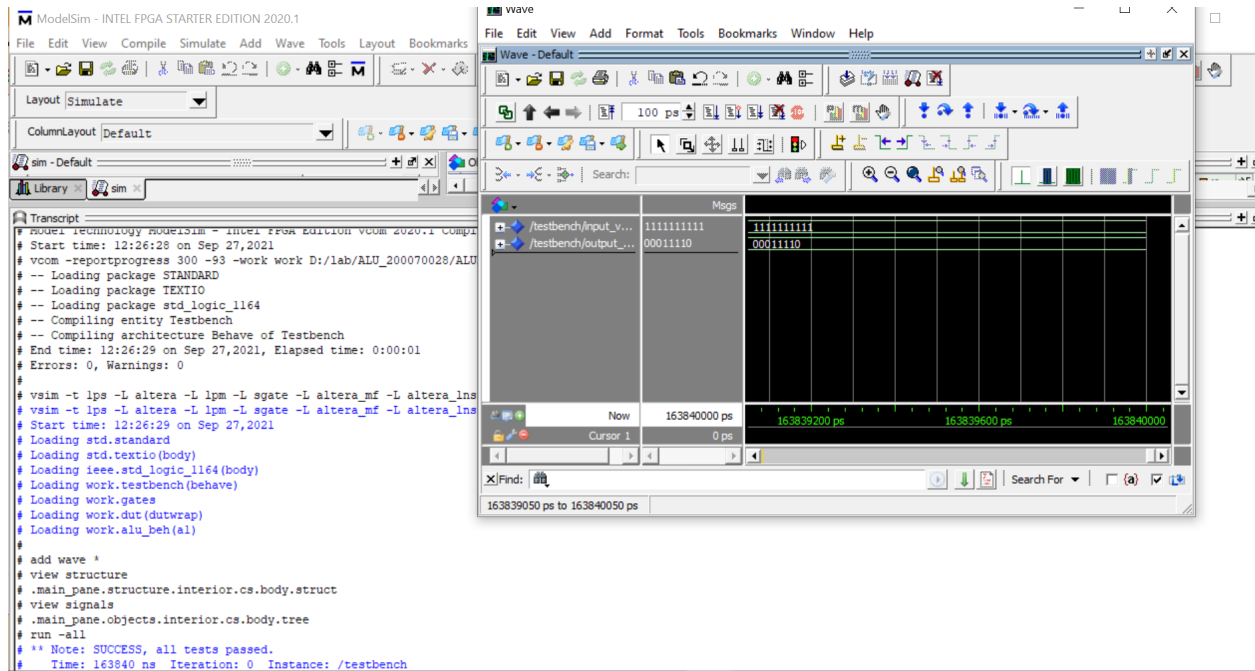 ModelSim - INTEL FPGA STARTER EDITION 2020.1
File Edit View Compile Simulate Add Wave Tools Layout Bookmarks
Layout Simulate
ColumnLayout Default
sim - Default
Library sim
Transcript
# Model Technology ModelSim - Intel FPGA Edition vcom 2020.1 Compi
# Start time: 12:26:28 on Sep 27,2021
# vcom -reportprogress 300 -93 -work work D:/lab/ALU_200070028/ALU
# -- Loading package STANDARD
# -- Loading package TEXTIO
# -- Loading package std_logic_1164
# -- Compiling entity Testbench
# -- Compiling architecture Behave of Testbench
# End time: 12:26:29 on Sep 27,2021, Elapsed time: 0:00:01
# Errors: 0, Warnings: 0
#
# vsim -t 1ps -L altera -L lpm -L sgate -L altera_mf -L altera_lns
# vsim -t 1ps -L altera -L lpm -L sgate -L altera_mf -L altera_lns
# Start time: 12:26:29 on Sep 27,2021
# Loading std.standard
# Loading std.textio(body)
# Loading ieee.std_logic_1164(body)
# Loading work.testbench(behave)
# Loading work.gates
# Loading work.dut(dutwrap)
# Loading work.alu_beh(a1)
#
# add wave *
# view structure
# .main_pane.structure.interior.cs.body.struct
# view signals
# .main_pane.objects.interior.cs.body.tree
# run -all
# ** Note: SUCCESS, all tests passed.
# Time: 163840 ns Iteration: 0 Instance: /testbench
Wave
File Edit View Add Format Tools Bookmarks Window Help
Wave - Default
100 ps
Search:
Msgs
/testbench/input_v... 1111111111 1111111111
/testbench/output_... 00011110 00011110
Now 163840000 ps
163839200 ps 163839600 ps 163840000
Cursor 1 0 ps
Find: Search For {a}
163839050 ps to 163840050 ps